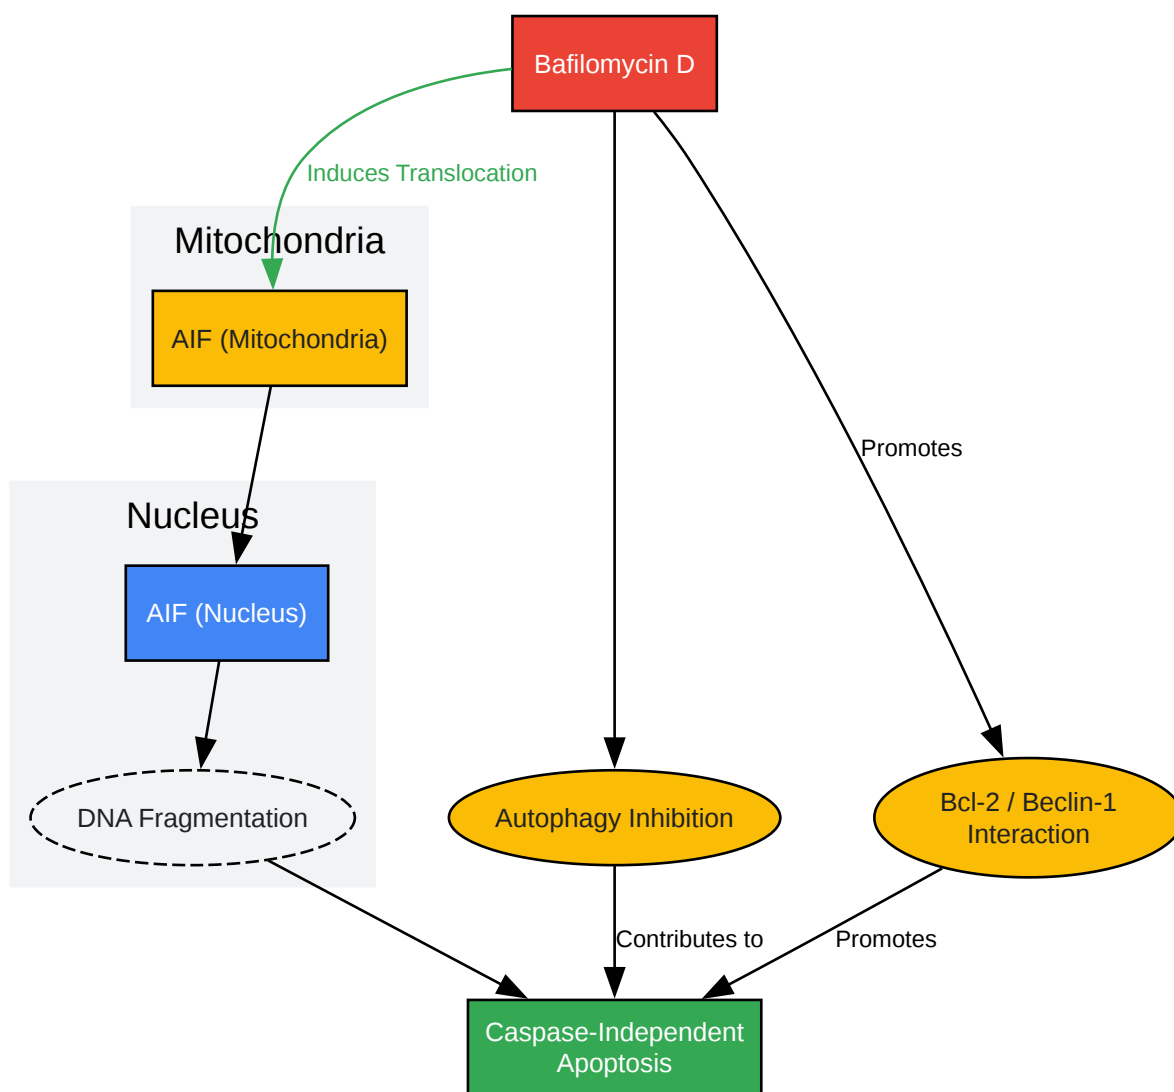 Bafilomycin D
Induces Translocation
Mitochondria
AIF (Mitochondria)
Promotes
Nucleus
AIF (Nucleus)
DNA Fragmentation
Autophagy Inhibition
Bcl-2 / Beclin-1
Interaction
Contributes to
Promotes
Caspase-Independent
Apoptosis